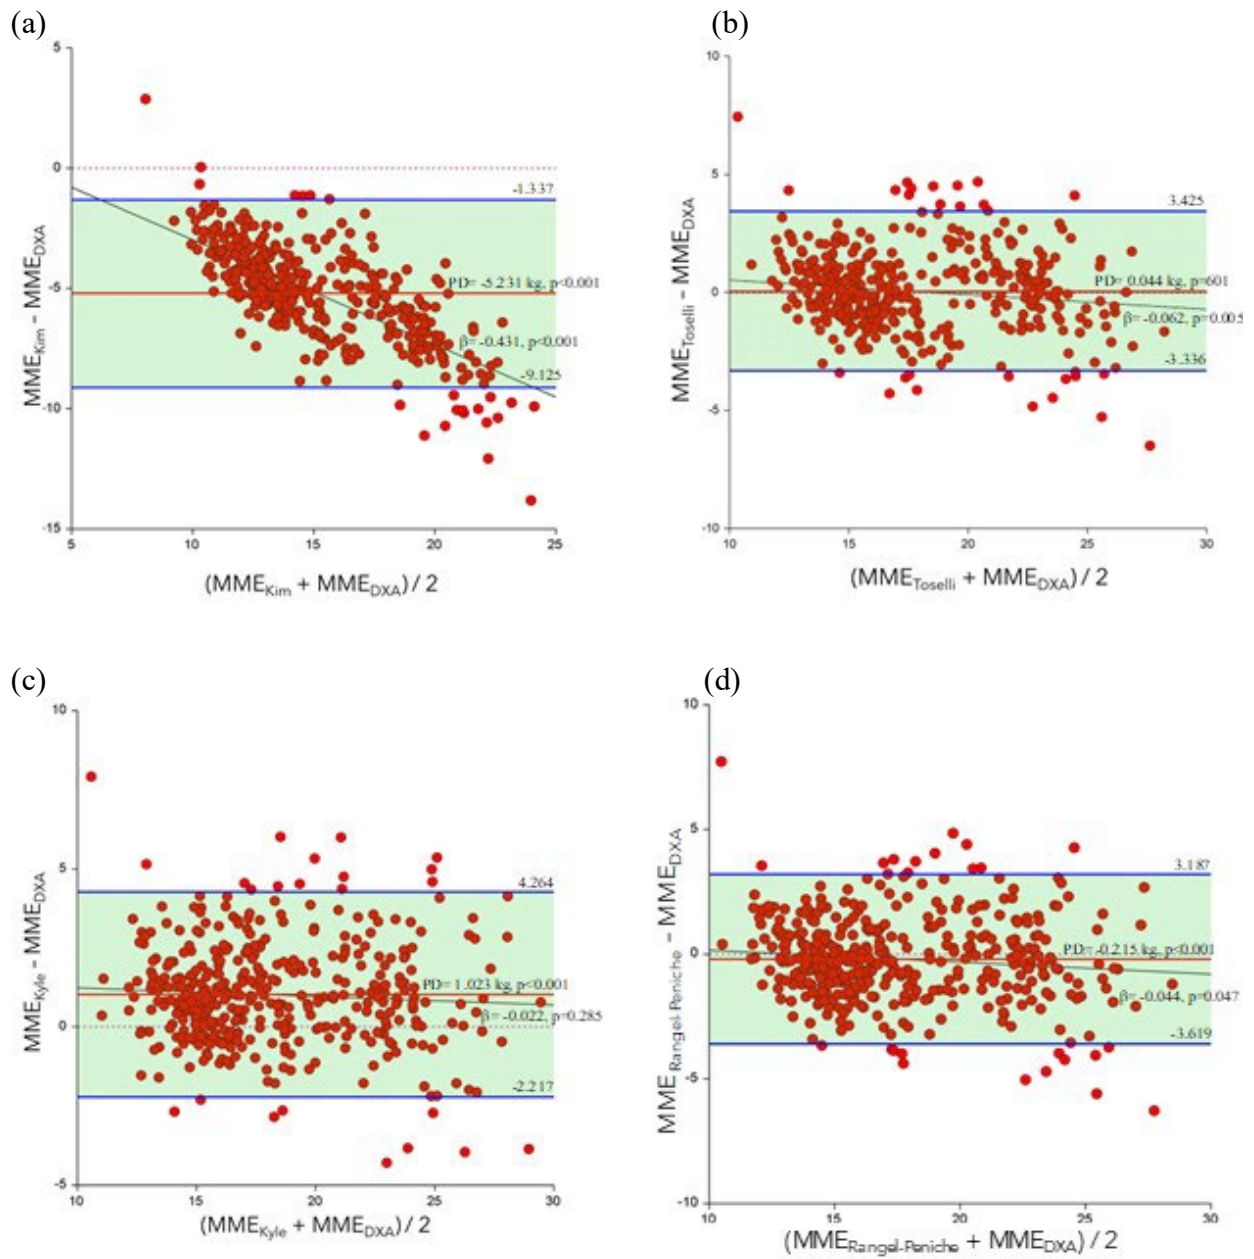 (a)
5
0
-5
-10
-15
5
10
15
20
25
MME_Kim – MME_DXA
-1.337
PD= -5.231 kg, p<0.001
β= -0.431, p<0.001
-9.125
(MME_Kim + MME_DXA) / 2
(b)
10
5
0
-5
-10
10
15
20
25
30
MME_Toselli – MME_DXA
3.425
PD= 0.044 kg, p=601
β= -0.062, p=0.005
-3.336
(MME_Toselli + MME_DXA) / 2
(c)
10
5
0
-5
10
15
20
25
30
MME_Kyle – MME_DXA
4.264
PD= 1.023 kg, p<0.001
β= -0.022, p=0.285
-2.217
(MME_Kyle + MME_DXA) / 2
(d)
10
5
0
-5
-10
10
15
20
25
30
MME_Rangel-Peniche – MME_DXA
3.187
PD= -0.215 kg, p<0.001
β= -0.044, p=0.047
-3.619
(MME_Rangel-Peniche + MME_DXA) / 2